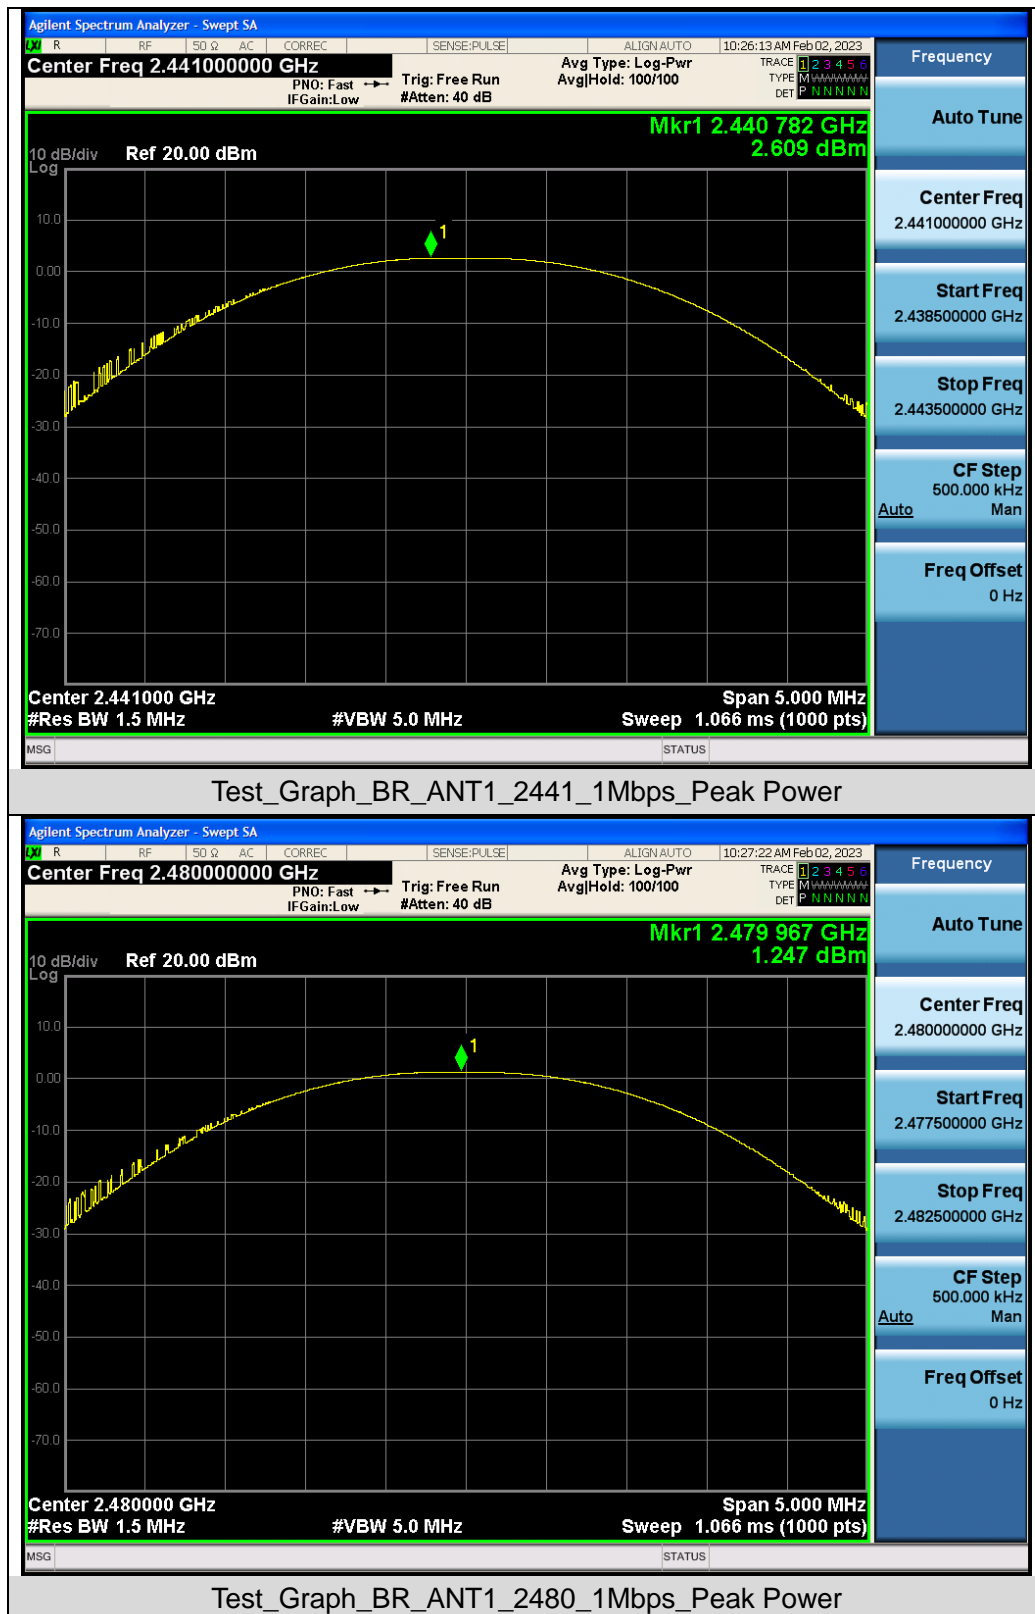 Agilent Spectrum Analyzer - Swept SA
LXI R RF 50 Ω AC CORREC SENSE:PULSE ALIGN AUTO 10:26:13 AM Feb 02, 2023
Center Freq 2.441000000 GHz
PNO: Fast
IFGain:Low
Trig: Free Run
#Atten: 40 dB
Avg Type: Log-Pwr
Avg|Hold: 100/100
TRACE 1 2 3 4 5 6
TYPE M
DET P N N N N N
Mkr1 2.440 782 GHz
2.609 dBm
10 dB/div Ref 20.00 dBm
Log
10.0
0.00
-10.0
-20.0
-30.0
-40.0
-50.0
-60.0
-70.0
1
Center 2.441000 GHz Span 5.000 MHz
#Res BW 1.5 MHz #VBW 5.0 MHz Sweep 1.066 ms (1000 pts)
MSG STATUS
Frequency
Auto Tune
Center Freq
2.441000000 GHz
Start Freq
2.438500000 GHz
Stop Freq
2.443500000 GHz
CF Step
500.000 kHz
Auto Man
Freq Offset
0 Hz
Test_Graph_BR_ANT1_2441_1Mbps_Peak Power
Agilent Spectrum Analyzer - Swept SA
LXI R RF 50 Ω AC CORREC SENSE:PULSE ALIGN AUTO 10:27:22 AM Feb 02, 2023
Center Freq 2.480000000 GHz
PNO: Fast
IFGain:Low
Trig: Free Run
#Atten: 40 dB
Avg Type: Log-Pwr
Avg|Hold: 100/100
TRACE 1 2 3 4 5 6
TYPE M
DET P N N N N N
Mkr1 2.479 967 GHz
1.247 dBm
10 dB/div Ref 20.00 dBm
Log
10.0
0.00
-10.0
-20.0
-30.0
-40.0
-50.0
-60.0
-70.0
1
Center 2.480000 GHz Span 5.000 MHz
#Res BW 1.5 MHz #VBW 5.0 MHz Sweep 1.066 ms (1000 pts)
MSG STATUS
Frequency
Auto Tune
Center Freq
2.480000000 GHz
Start Freq
2.477500000 GHz
Stop Freq
2.482500000 GHz
CF Step
500.000 kHz
Auto Man
Freq Offset
0 Hz
Test_Graph_BR_ANT1_2480_1Mbps_Peak Power